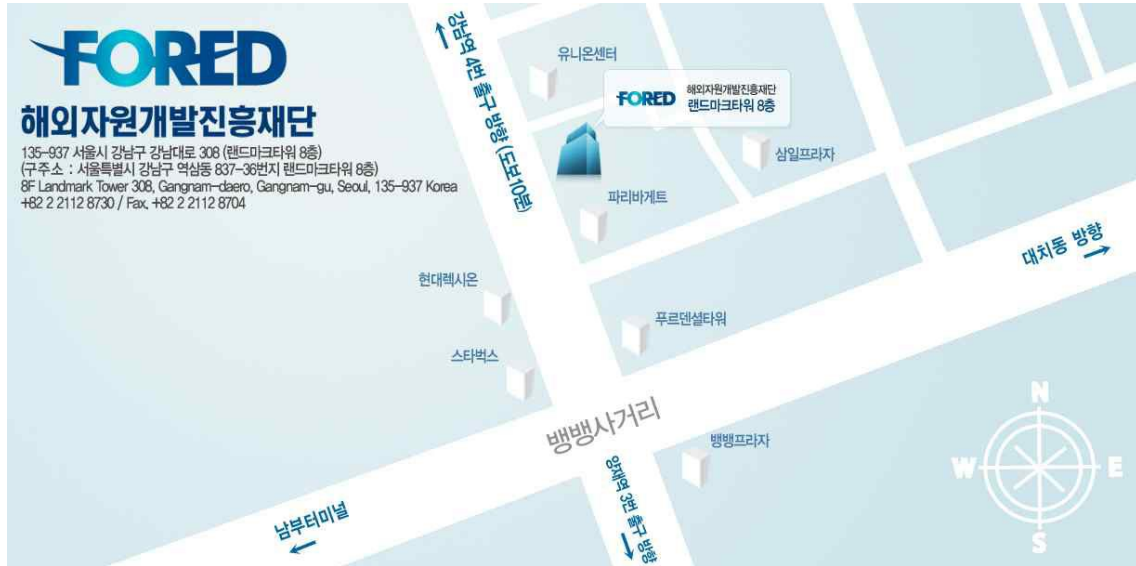 FORED
해외자원개발진흥재단
135-937 서울시 강남구 강남대로 308 (랜드마크타워 8층)
(구주소 : 서울특별시 강남구 역삼동 837-36번지 랜드마크타워 8층)
8F Landmark Tower 308, Gangnam-daero, Gangnam-gu, Seoul, 135-937 Korea
+82 2 2112 8730 / Fax, +82 2 2112 8704
강남역 4번 출구 방향 (도보10분)
유니온센터
FORED
해외자원개발진흥재단
랜드마크타워 8층
삼일프라자
파리바게트
대치동 방향
현대렉시온
푸르덴셜타워
스타벅스
뱅뱅사거리
뱅뱅프라자
양재역 3번 출구 방향
남부터미널
N
W
E
S